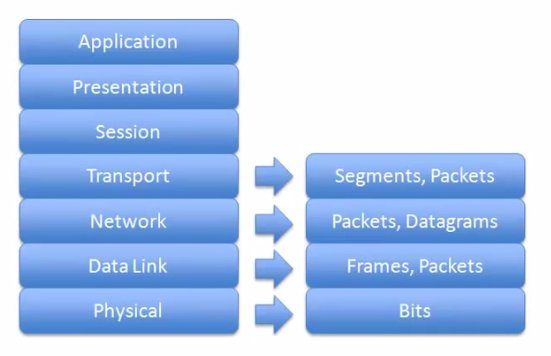 Application
Presentation
Session
Transport
Segments, Packets
Network
Packets, Datagrams
Data Link
Frames, Packets
Physical
Bits